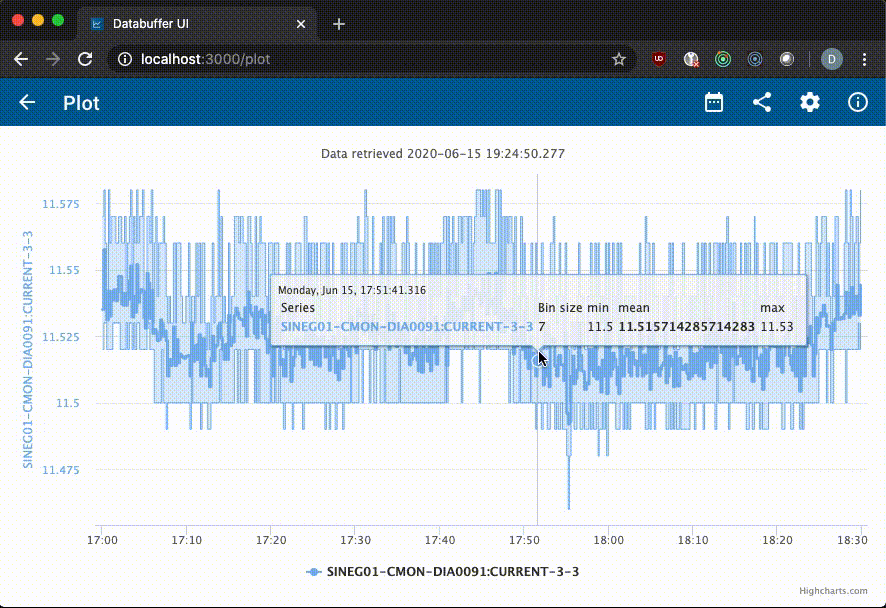 Databuffer UI
localhost:3000/plot
UD
D
Plot
Data retrieved 2020-06-15 19:24:50.277
SINEG01-CMON-DIA0091:CURRENT-3-3
11.575
11.55
11.525
11.5
11.475
Monday, Jun 15, 17:51:41.316
Series Bin size min mean max
SINEG01-CMON-DIA0091:CURRENT-3-3 7 11.5 11.515714285714283 11.53
17:00 17:10 17:20 17:30 17:40 17:50 18:00 18:10 18:20 18:30
SINEG01-CMON-DIA0091:CURRENT-3-3
Highcharts.com